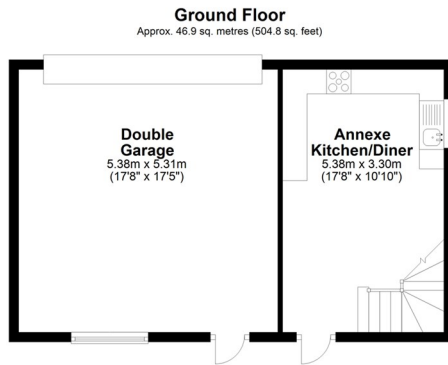 Ground Floor
Approx. 46.9 sq. metres (504.8 sq. feet)
Double
Garage
5.38m x 5.31m
(17'8" x 17'5")
Annexe
Kitchen/Diner
5.38m x 3.30m
(17'8" x 10'10")